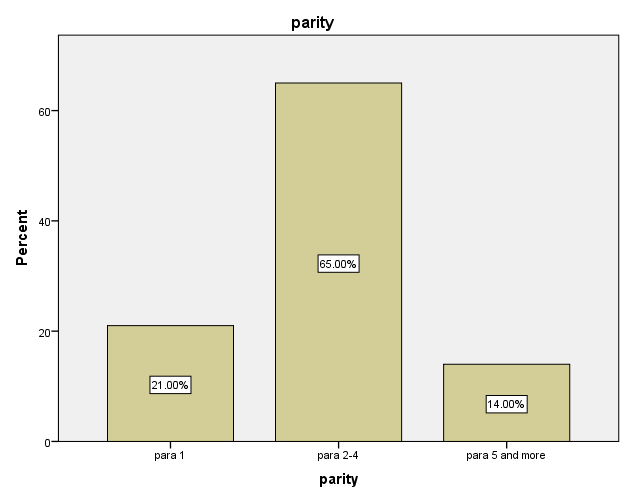 parity
Percent
60
40
20
0
65.00%
21.00%
14.00%
para 1
para 2-4
para 5 and more
parity